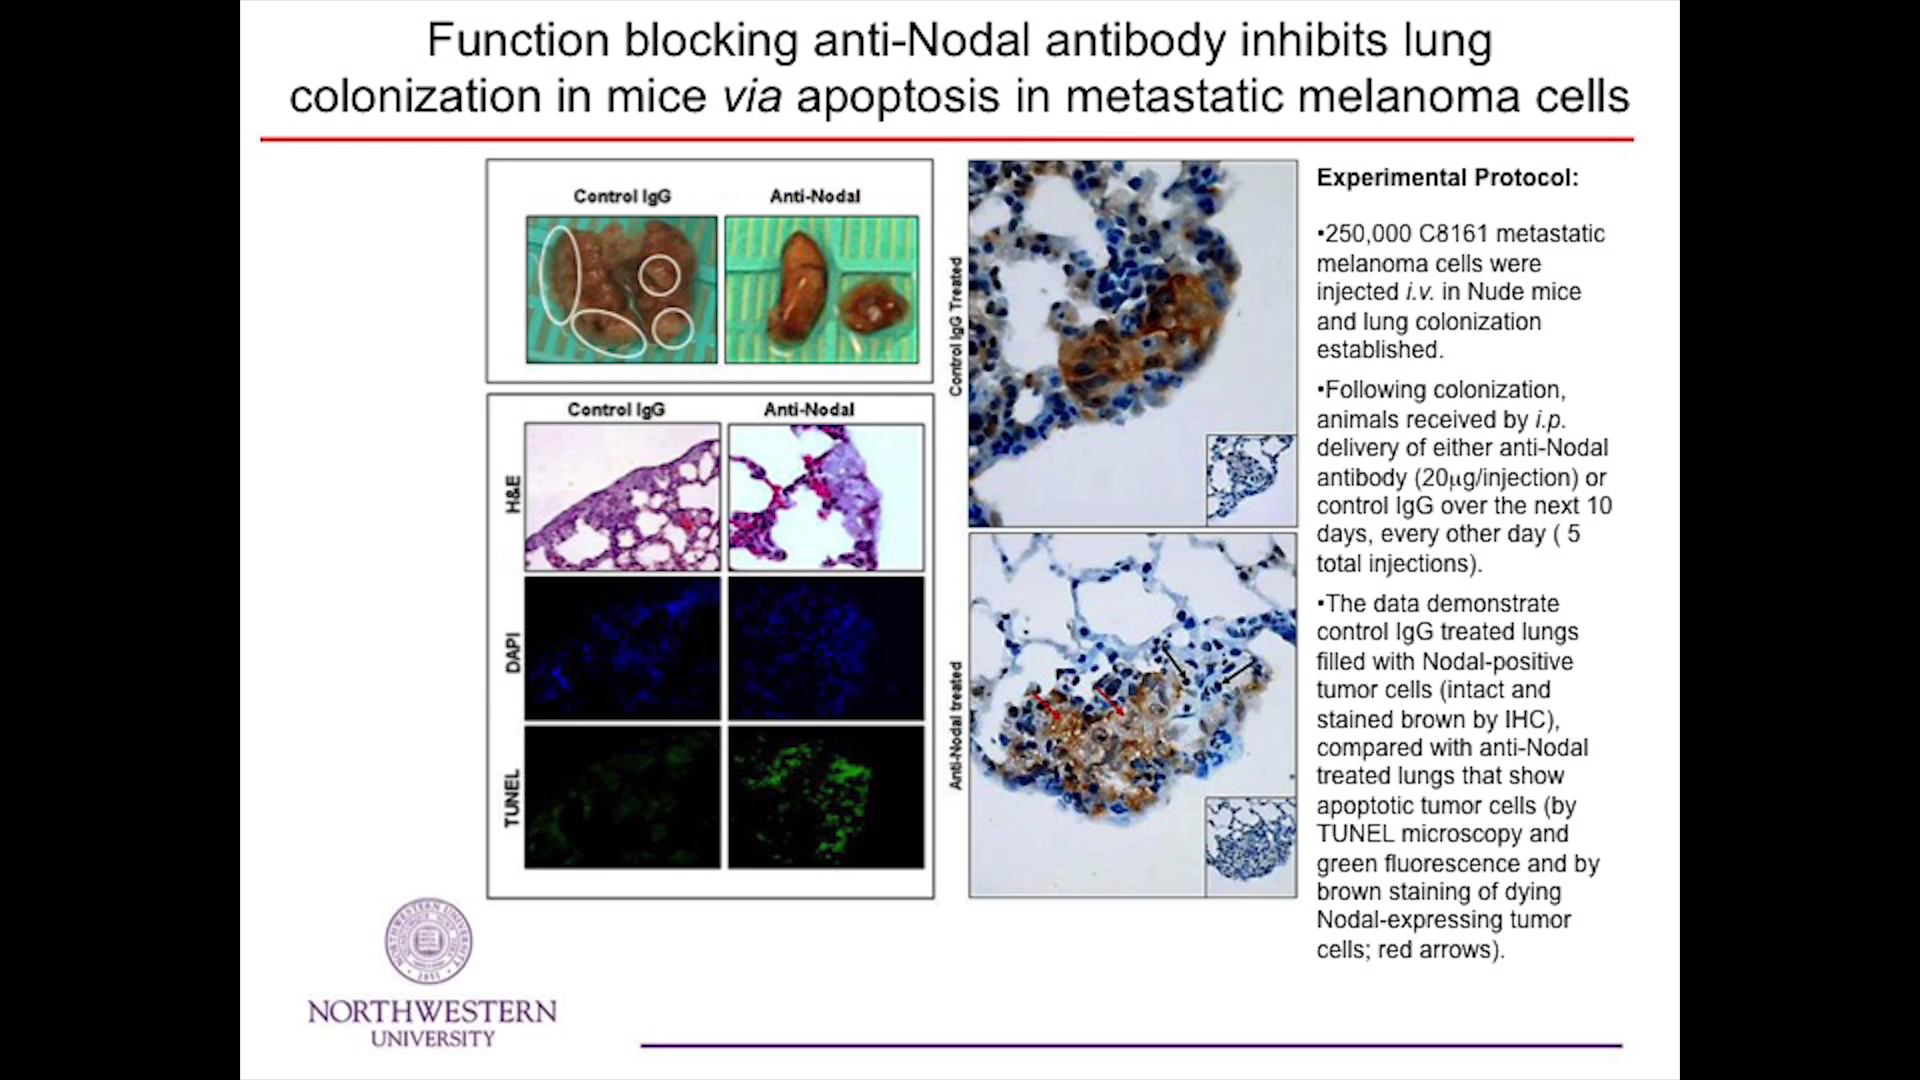 Function blocking anti-Nodal antibody inhibits lung
colonization in mice via apoptosis in metastatic melanoma cells
Control IgG
Anti-Nodal
Control IgG
Anti-Nodal
H&E
DAPI
TUNEL
Control IgG Treated
Anti-Nodal treated
Experimental Protocol:
•250,000 C8161 metastatic
melanoma cells were
injected i.v. in Nude mice
and lung colonization
established.
•Following colonization,
animals received by i.p.
delivery of either anti-Nodal
antibody (20µg/injection) or
control IgG over the next 10
days, every other day ( 5
total injections).
•The data demonstrate
control IgG treated lungs
filled with Nodal-positive
tumor cells (intact and
stained brown by IHC),
compared with anti-Nodal
treated lungs that show
apoptotic tumor cells (by
TUNEL microscopy and
green fluorescence and by
brown staining of dying
Nodal-expressing tumor
cells; red arrows).
NORTHWESTERN UNIVERSITY
1851
NORTHWESTERN
UNIVERSITY